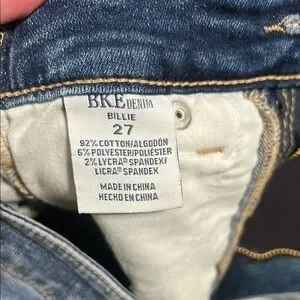 BKE DENIM
BILLIE
27
92% COTTON/ALGODÓN
6% POLYESTER/POLIÉSTER
2% LYCRA® SPANDEX/
LICRA® SPANDEX
MADE IN CHINA
HECHO EN CHINA